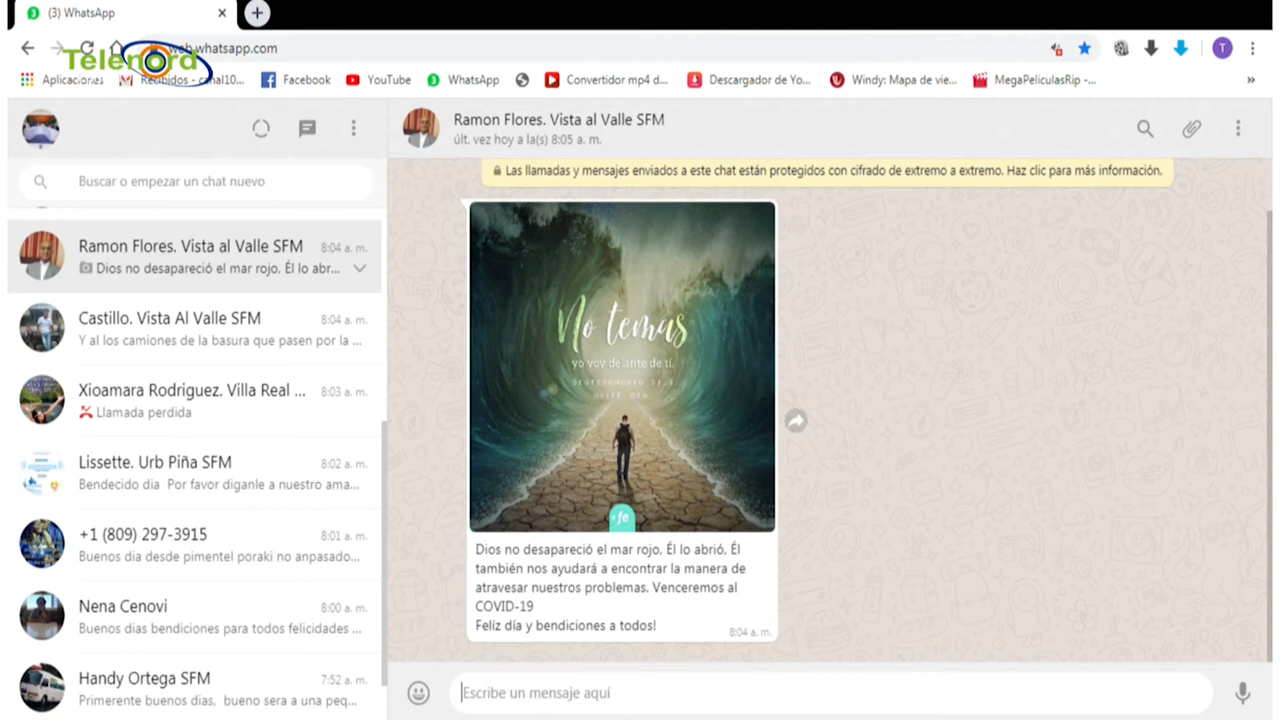 (3) WhatsApp
Telenord
web.whatsapp.com
T
Aplicaciones
Recibidos - canal10...
Facebook
YouTube
WhatsApp
Convertidor mp4 d...
Descargador de Yo...
Windy: Mapa de vie...
MegaPeliculasRip -...
Ramon Flores. Vista al Valle SFM
últ. vez hoy a la(s) 8:05 a. m.
Buscar o empezar un chat nuevo
Ramon Flores. Vista al Valle SFM 8:04 a. m.
Dios no desapareció el mar rojo, Él lo abr...
Castillo. Vista Al Valle SFM 8:04 a. m.
Y al los camiones de la basura que pasen por la ...
Xioamara Rodriguez. Villa Real ... 8:03 a. m.
Llamada perdida
Lissette. Urb Piña SFM 8:02 a. m.
Bendecido dia Por favor diganle a nuestro ama...
+1 (809) 297-3915 8:01 a. m.
Buenos dia desde pimentel poraki no anpasado...
Nena Cenovi 8:00 a. m.
Buenos dias bendiciones para todos felicidades ...
Handy Ortega SFM 7:52 a. m.
Primerente buenos dias, bueno sera a una peq...
Las llamadas y mensajes enviados a este chat están protegidos con cifrado de extremo a extremo. Haz clic para más información.
No temas
yo voy delante de ti.
fe
Dios no desapareció el mar rojo, Él lo abrió, Él
también nos ayudará a encontrar la manera de
atravesar nuestros problemas. Venceremos al
COVID-19
Felíz día y bendiciones a todos!
8:04 a. m.
Escribe un mensaje aquí